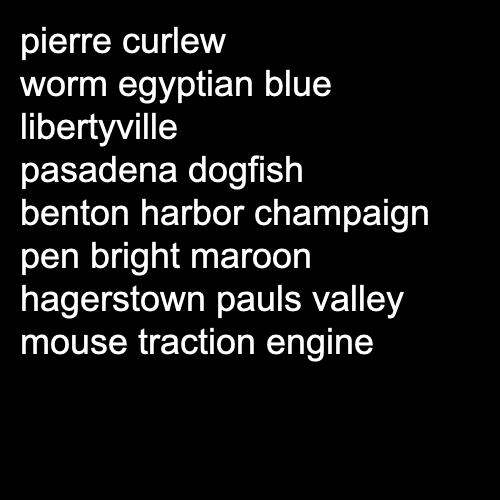 pierre curlew
worm egyptian blue
libertyville
pasadena dogfish
benton harbor champaign
pen bright maroon
hagerstown pauls valley
mouse traction engine